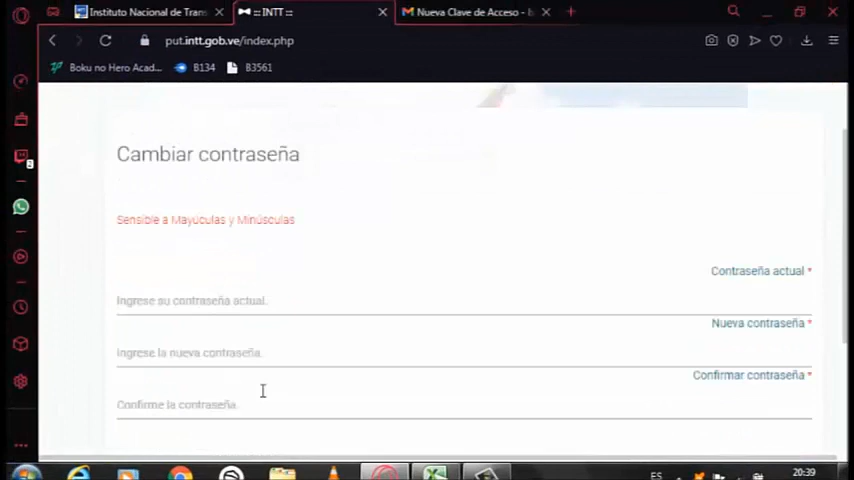 Instituto Nacional de Trans
:: INTT ::
Nueva Clave de Acceso - b
put.intt.gob.ve/index.php
Boku no Hero Acad...
B134
B3561
2
Cambiar contraseña
Sensible a Mayúculas y Minúsculas
Contraseña actual *
Ingrese su contraseña actual.
Nueva contraseña *
Ingrese la nueva contraseña.
Confirmar contraseña *
Confirme la contraseña.
ES
20:39